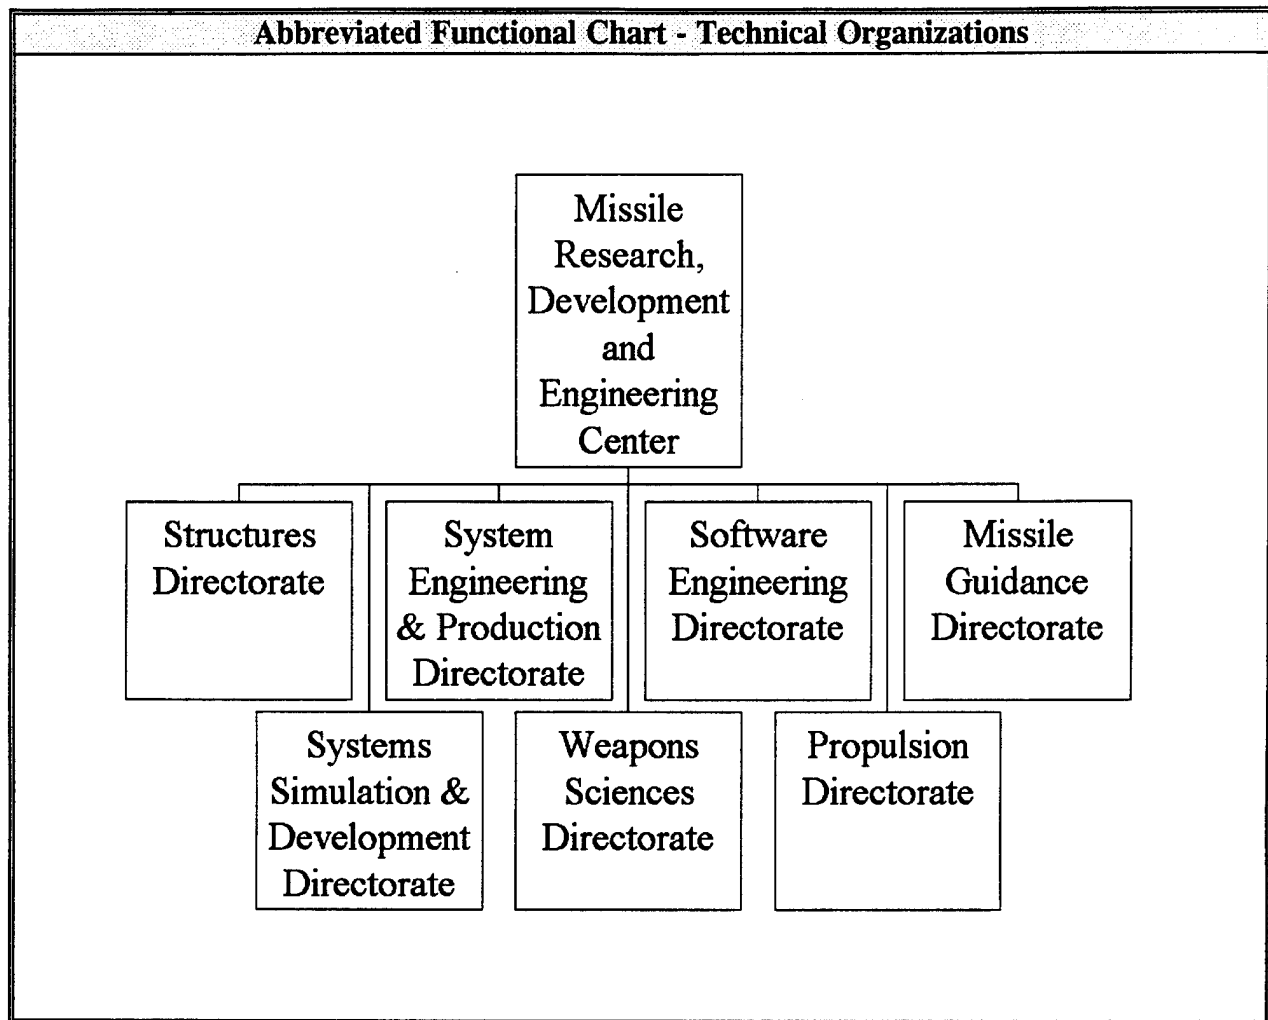 Abbreviated Functional Chart - Technical Organizations
Missile
Research,
Development
and
Engineering
Center
Structures
Directorate
System
Engineering
& Production
Directorate
Software
Engineering
Directorate
Missile
Guidance
Directorate
Systems
Simulation &
Development
Directorate
Weapons
Sciences
Directorate
Propulsion
Directorate